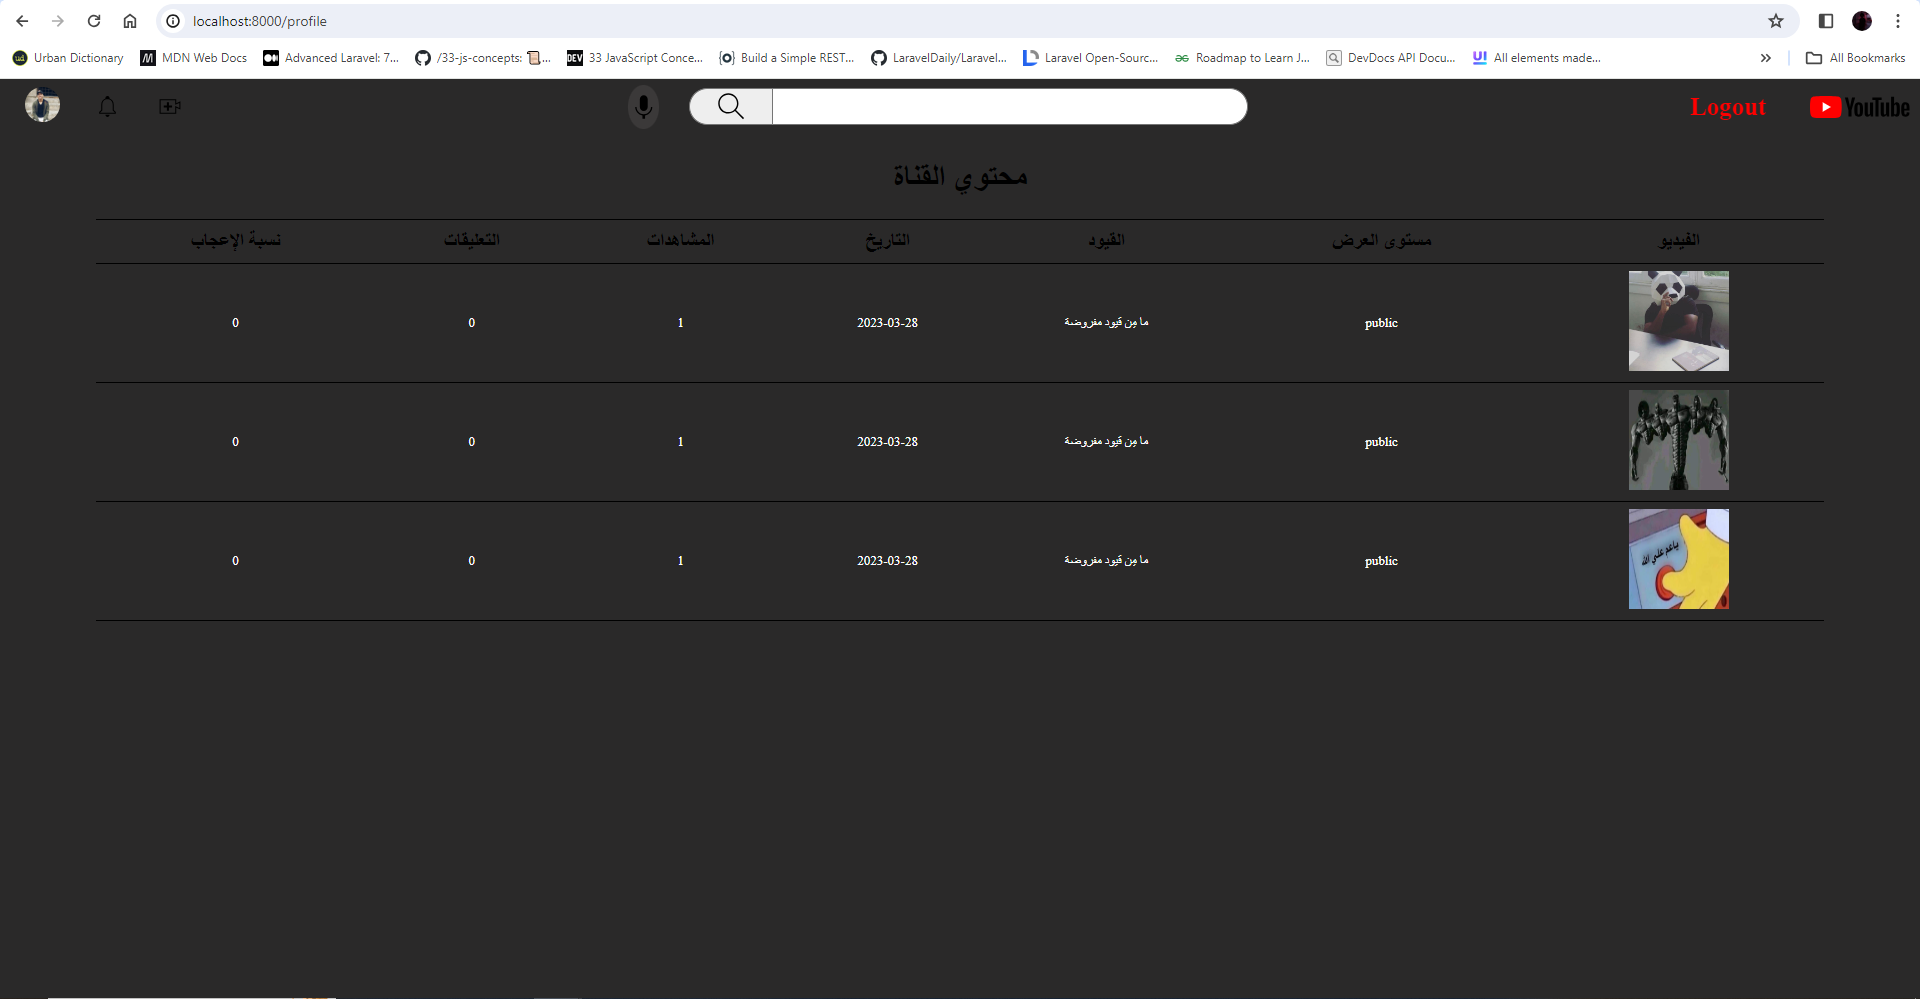 localhost:8000/profile
Urban Dictionary
MDN Web Docs
Advanced Laravel: 7...
/33-js-concepts: 📜...
33 JavaScript Conce...
Build a Simple REST...
LaravelDaily/Laravel...
Laravel Open-Sourc...
Roadmap to Learn J...
DevDocs API Docu...
All elements made...
All Bookmarks
Logout
YouTube
محتوي القناة
الفيديو مستوى العرض القيود التاريخ المشاهدات التعليقات نسبة الإعجاب
public ما مِن قيود مفروضة 2023-03-28 1 0 0
public ما مِن قيود مفروضة 2023-03-28 1 0 0
ياعم علي الله
public ما مِن قيود مفروضة 2023-03-28 1 0 0